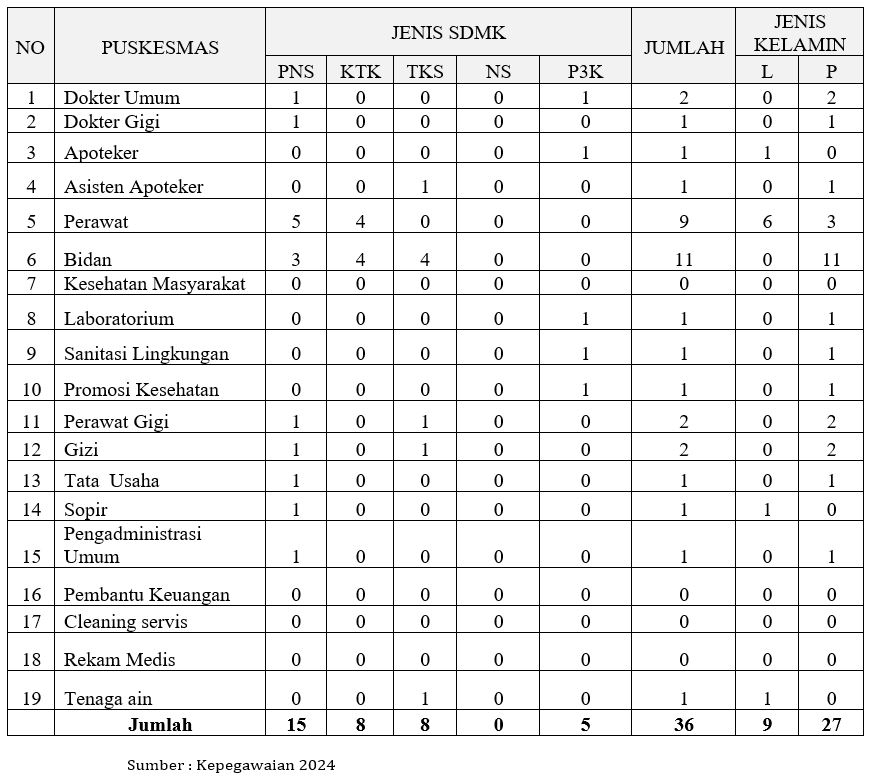 NO PUSKESMAS JENIS SDMK JUMLAH JENIS KELAMIN
PNS KTK TKS NS P3K L P
1 Dokter Umum 1 0 0 0 1 2 0 2
2 Dokter Gigi 1 0 0 0 0 1 0 1
3 Apoteker 0 0 0 0 1 1 1 0
4 Asisten Apoteker 0 0 1 0 0 1 0 1
5 Perawat 5 4 0 0 0 9 6 3
6 Bidan 3 4 4 0 0 11 0 11
7 Kesehatan Masyarakat 0 0 0 0 0 0 0 0
8 Laboratorium 0 0 0 0 1 1 0 1
9 Sanitasi Lingkungan 0 0 0 0 1 1 0 1
10 Promosi Kesehatan 0 0 0 0 1 1 0 1
11 Perawat Gigi 1 0 1 0 0 2 0 2
12 Gizi 1 0 1 0 0 2 0 2
13 Tata Usaha 1 0 0 0 0 1 0 1
14 Sopir 1 0 0 0 0 1 1 0
Pengadministrasi
15 Umum 1 0 0 0 0 1 0 1
16 Pembantu Keuangan 0 0 0 0 0 0 0 0
17 Cleaning servis 0 0 0 0 0 0 0 0
18 Rekam Medis 0 0 0 0 0 0 0 0
19 Tenaga ain 0 0 1 0 0 1 1 0
Jumlah 15 8 8 0 5 36 9 27
Sumber : Kepegawaian 2024